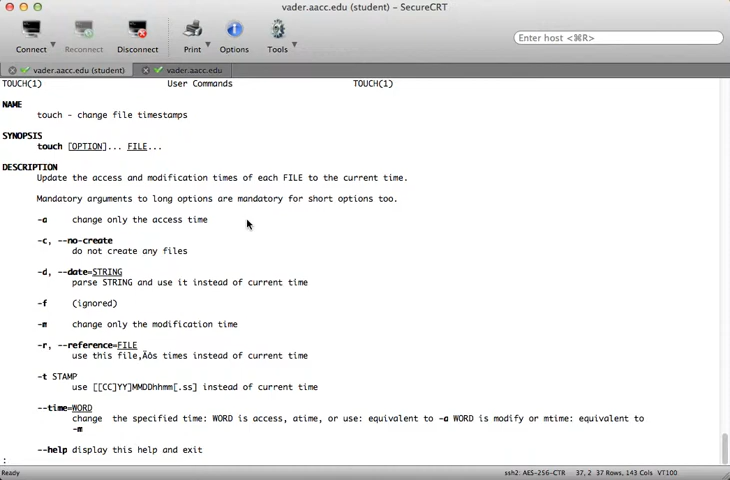 vader.aacc.edu (student) – SecureCRT
Connect Reconnect Disconnect Print Options Tools Enter host <⌘R>
vader.aacc.edu (student) vader.aacc.edu
TOUCH(1) User Commands TOUCH(1)
NAME
touch - change file timestamps
SYNOPSIS
touch [OPTION]... FILE...
DESCRIPTION
Update the access and modification times of each FILE to the current time.
Mandatory arguments to long options are mandatory for short options too.
-a change only the access time
-c, --no-create
do not create any files
-d, --date=STRING
parse STRING and use it instead of current time
-f (ignored)
-m change only the modification time
-r, --reference=FILE
use this file‚Äôs times instead of current time
-t STAMP
use [[CC]YY]MMDDhhmm[.ss] instead of current time
--time=WORD
change the specified time: WORD is access, atime, or use: equivalent to -a WORD is modify or mtime: equivalent to
-m
--help display this help and exit
:
Ready ssh2: AES-256-CTR 37, 2 37 Rows, 143 Cols VT100